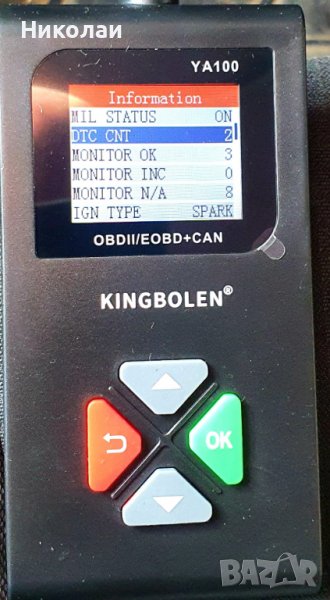 Николаи
YA100
Information
MIL STATUS ON
DTC CNT 2
MONITOR OK 3
MONITOR INC 0
MONITOR N/A 8
IGN TYPE SPARK
OBDII/EOBD+CAN
KINGBOLEN®
OK
BAZAR